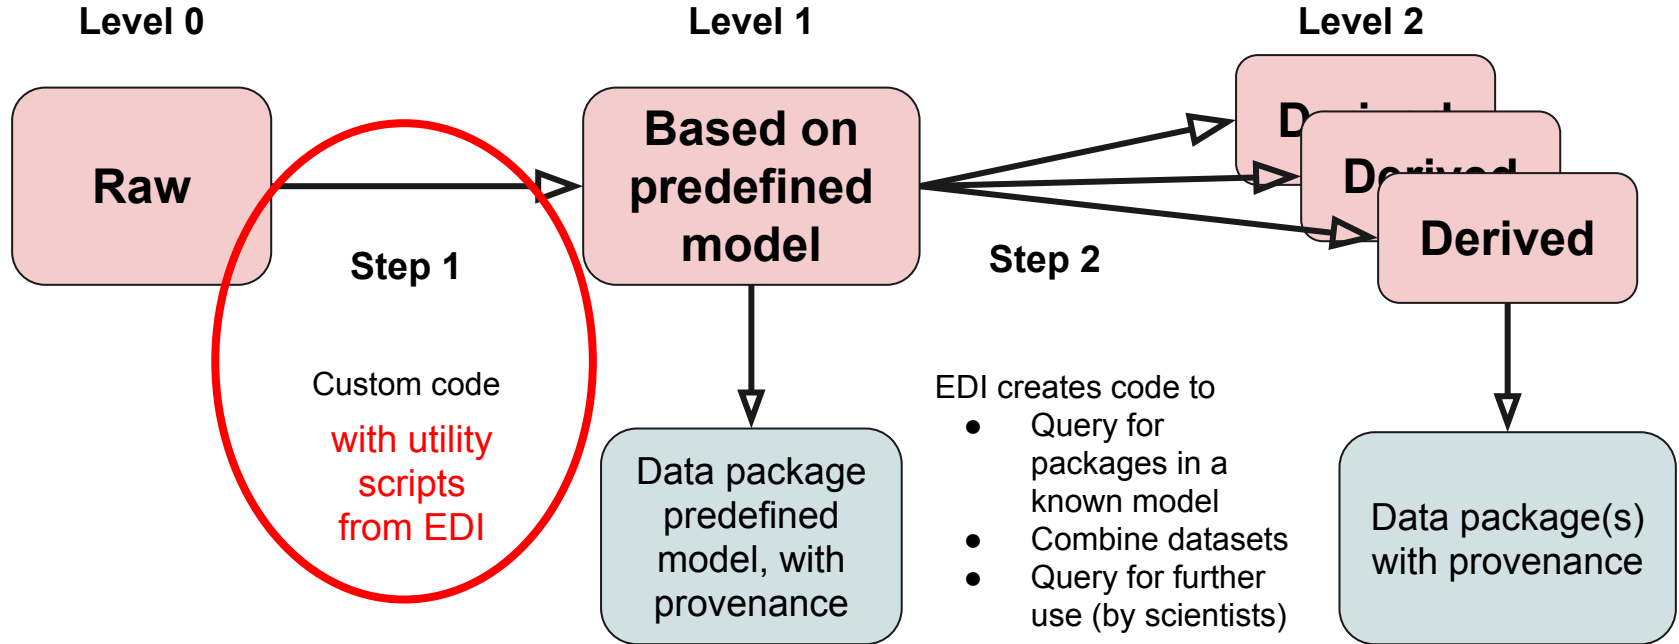 Level 0
Level 1
Level 2
Raw
Based on
predefined
model
Derived
Derived
Derived
Step 1
Step 2
Custom code
with utility
scripts
from EDI
Data package
predefined
model, with
provenance
EDI creates code to
● Query for
packages in a
known model
● Combine datasets
● Query for further
use (by scientists)
Data package(s)
with provenance